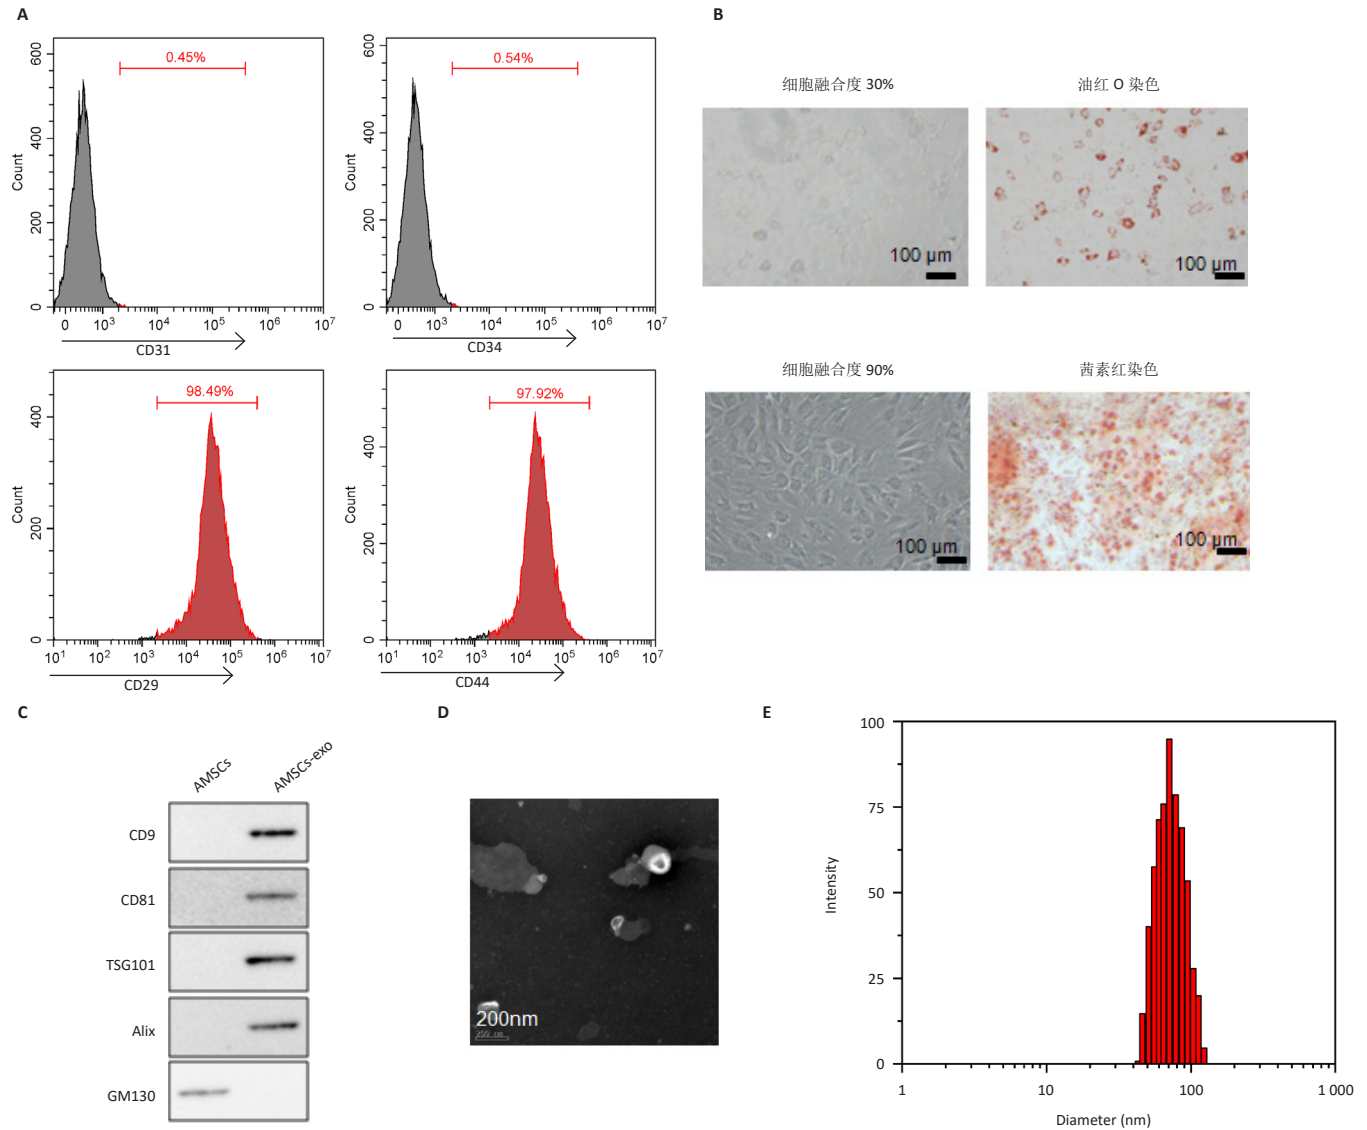 A
0.45%
Count
0
200
400
600
0
10³
10⁴
10⁵
10⁶
10⁷
CD31
0.54%
Count
0
200
400
600
0
10³
10⁴
10⁵
10⁶
10⁷
CD34
98.49%
Count
0
200
400
10¹
10²
10³
10⁴
10⁵
10⁶
10⁷
CD29
97.92%
Count
0
200
400
10¹
10²
10³
10⁴
10⁵
10⁶
10⁷
CD44
B
细胞融合度 30%
100 μm
油红 O 染色
100 μm
细胞融合度 90%
100 μm
茜素红染色
100 μm
C
AMSCs
AMSCs-exo
CD9
CD81
TSG101
Alix
GM130
D
200nm
200 nm
E
Intensity
100
75
50
25
0
1
10
100
1 000
Diameter (nm)